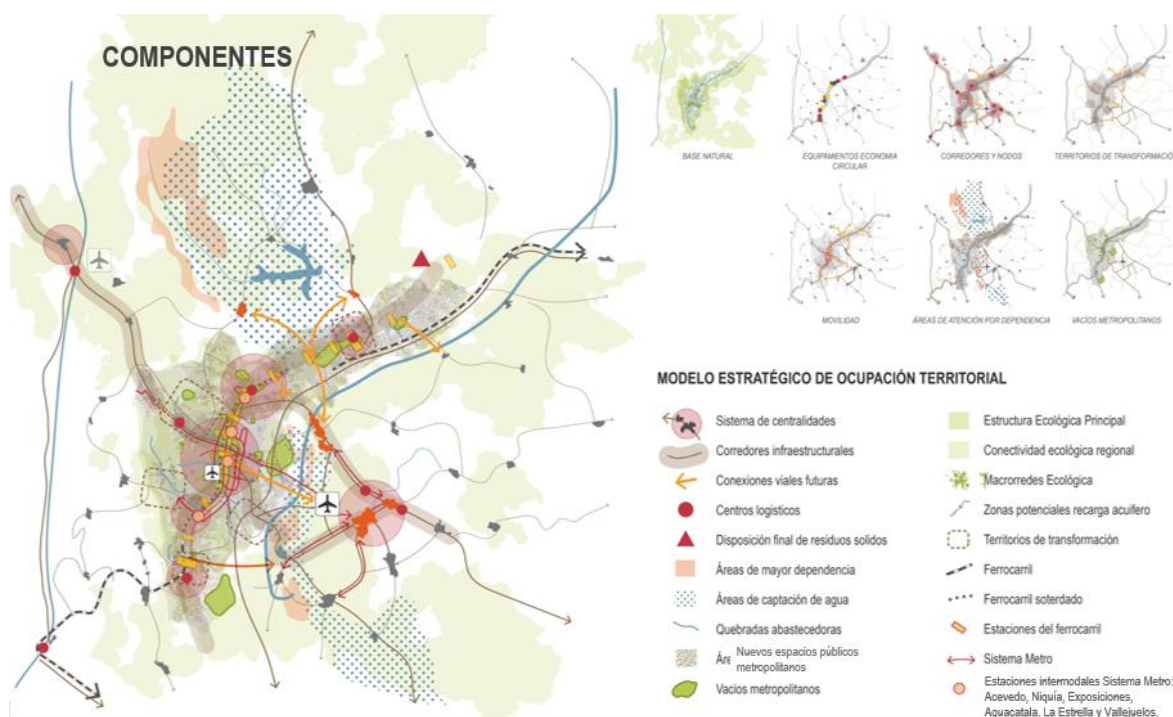 COMPONENTES
BASE NATURAL
EQUIPAMIENTOS ECONOMIA
CIRCULAR
CORREDORES Y NODOS
TERRITORIOS DE TRANSFORMACIÓ
MOVILIDAD
ÁREAS DE ATENCIÓN POR DEPENDENCIA
VACÍOS METROPOLITANOS
MODELO ESTRATÉGICO DE OCUPACIÓN TERRITORIAL
Sistema de centralidades
Corredores infraestructurales
Conexiones viales futuras
Centros logísticos
Disposición final de residuos solidos
Áreas de mayor dependencia
Áreas de captación de agua
Quebradas abastecedoras
Áre Nuevos espacios públicos
metropolitanos
Vacios metropolitanos
Estructura Ecológica Principal
Conectividad ecológica regional
Macrorredes Ecológica
Zonas potenciales recarga acuifero
Territorios de transformación
Ferrocarril
Ferrocarril soterdado
Estaciones del ferrocarril
Sistema Metro
Estaciones intermodales Sistema Metro:
Acevedo, Niquía, Exposiciones,
Aguacatala, La Estrella y Vallejuelos.